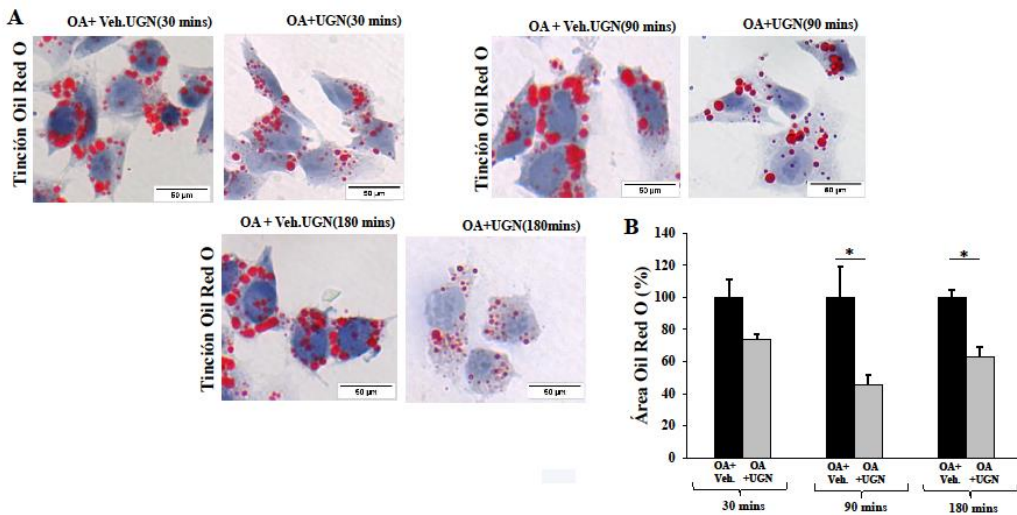 A
OA+ Veh.UGN(30 mins)
OA+UGN(30 mins)
OA + Veh.UGN(90 mins)
OA+UGN(90 mins)
Tinción Oil Red O
50 µm
50 µm
Tinción Oil Red O
50 µm
50 µm
OA + Veh.UGN(180 mins)
OA+UGN(180mins)
Tinción Oil Red O
50 µm
50 µm
B
Área Oil Red O (%)
140
120
100
80
60
40
20
0
*
*
OA+ Veh.
OA +UGN
OA+ Veh.
OA +UGN
OA+ Veh.
OA +UGN
30 mins
90 mins
180 mins